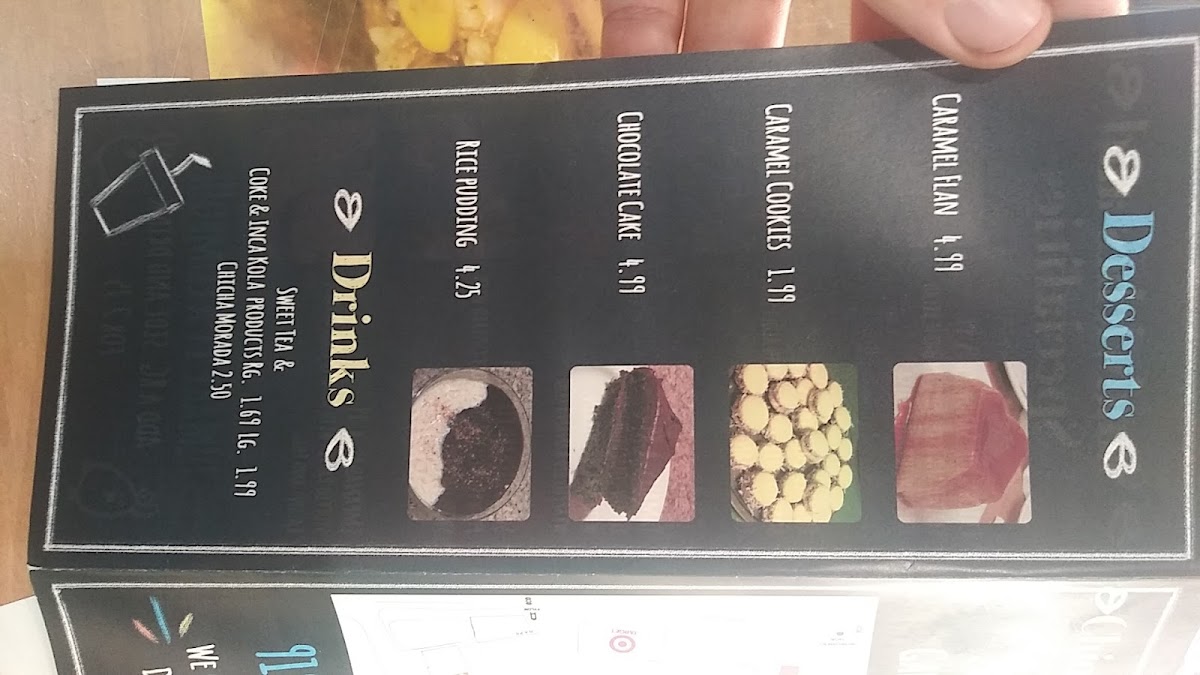 Desserts
CARAMEL FLAN 4.99
CARAMEL COOKIES 1.99
CHOCOLATE CAKE 4.99
RICE PUDDING 4.25
Drinks
SWEET TEA &
COKE & INCA KOLA PRODUCTS RG. 1.69 LG. 1.99
CHICHA MORADA 2.50
WE